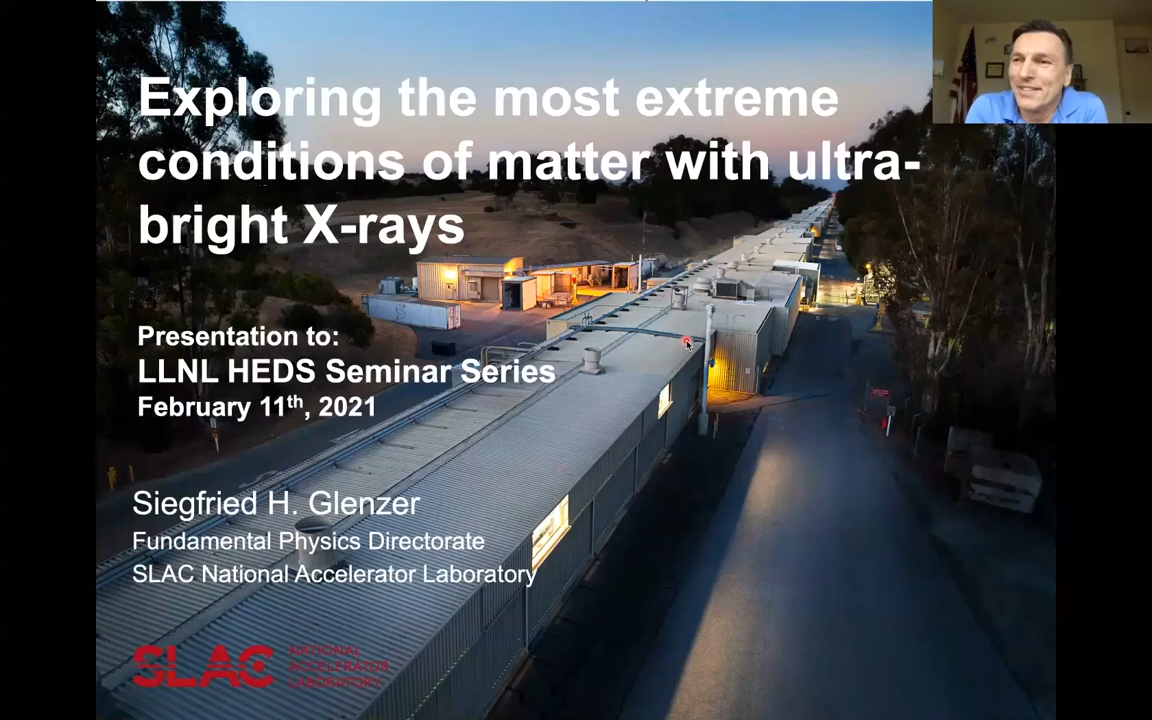 Exploring the most extreme
conditions of matter with ultra-
bright X-rays
Presentation to:
LLNL HEDS Seminar Series
February 11th, 2021
Siegfried H. Glenzer
Fundamental Physics Directorate
SLAC National Accelerator Laboratory
SLAC
NATIONAL
ACCELERATOR
LABORATORY